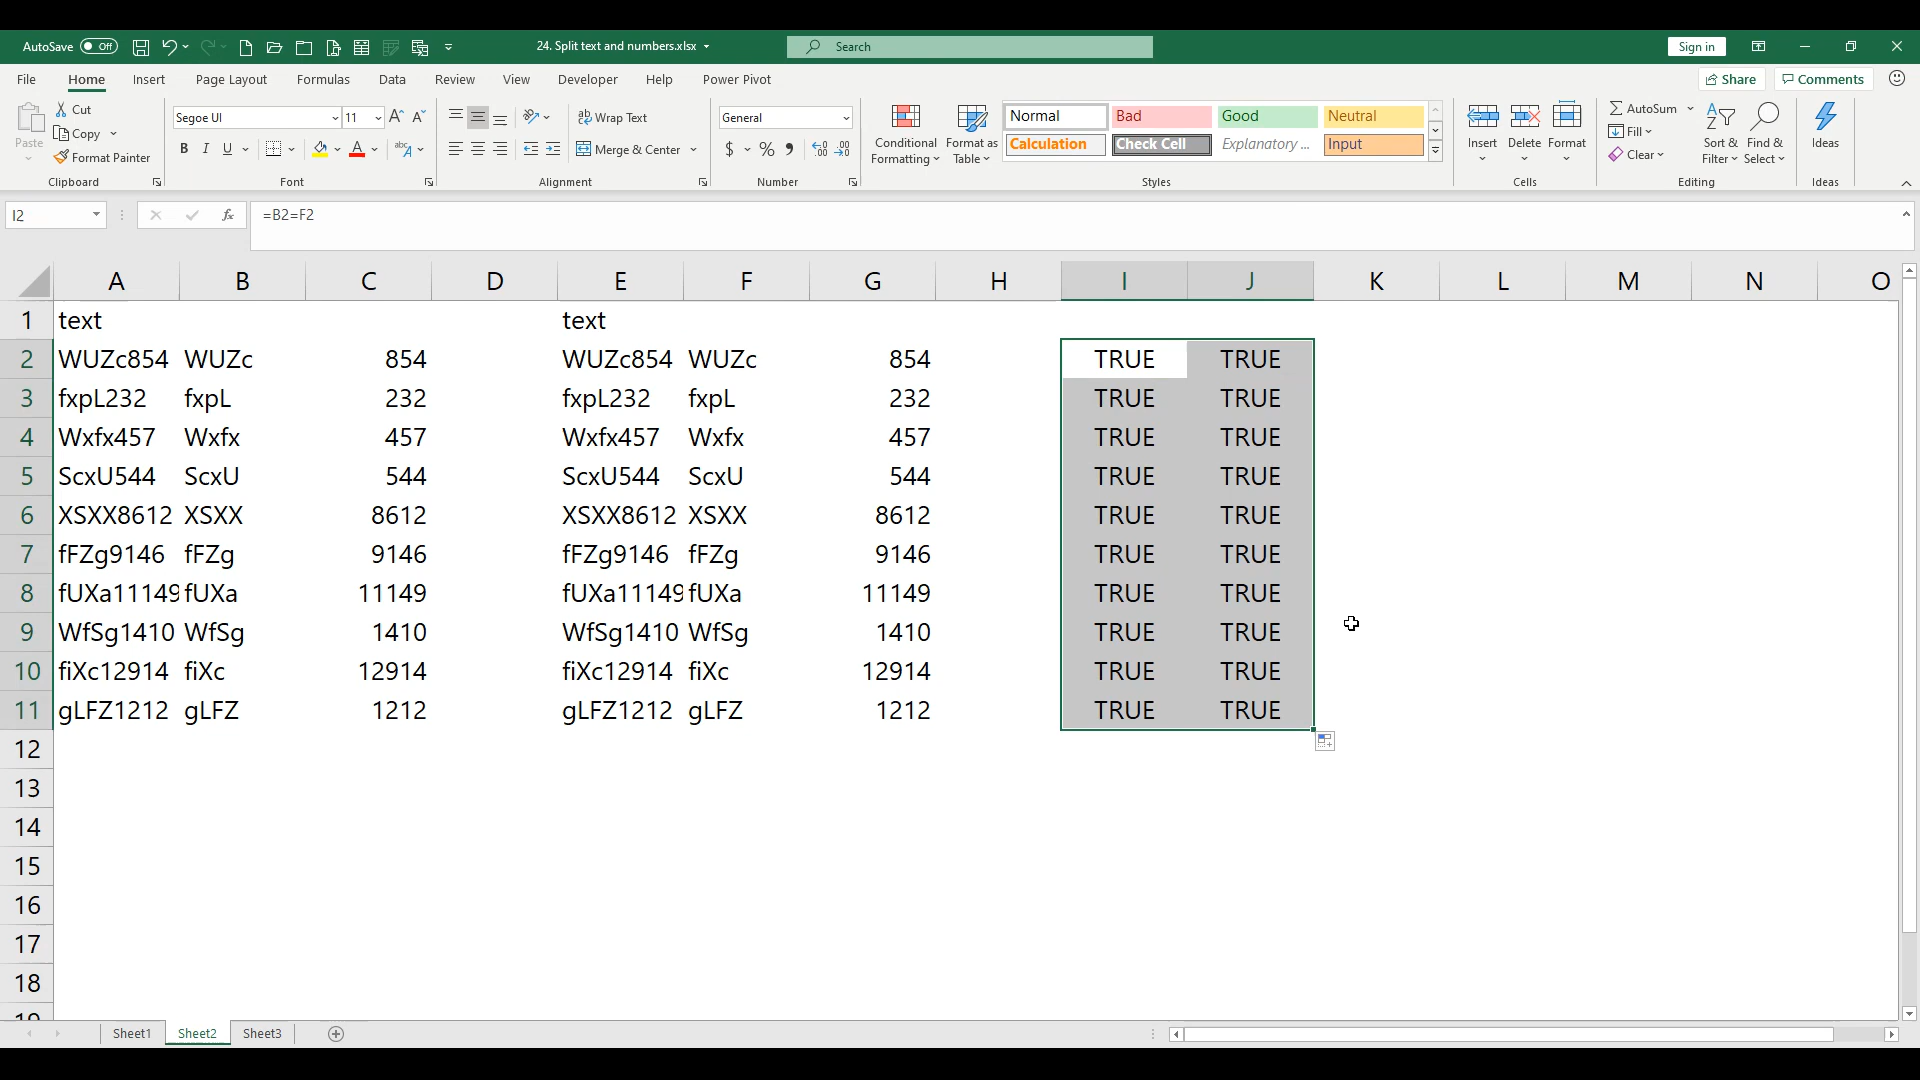 AutoSave Off 24. Split text and numbers.xlsx Search Sign in
File Home Insert Page Layout Formulas Data Review View Developer Help Power Pivot Share Comments
Paste Cut Copy Format Painter Clipboard
Segoe UI 11 B I U A Font
Wrap Text Merge & Center Alignment
General $ % Number
Conditional Formatting Format as Table
Normal Bad Good Neutral
Calculation Check Cell Explanatory ... Input
Styles
Insert Delete Format Cells
AutoSum Fill Clear Sort & Filter Find & Select Editing
Ideas Ideas
I2 fx =B2=F2
A B C D E F G H I J K L M N O
1 text text
2 WUZc854 WUZc 854 WUZc854 WUZc 854 TRUE TRUE
3 fxpL232 fxpL 232 fxpL232 fxpL 232 TRUE TRUE
4 Wxfx457 Wxfx 457 Wxfx457 Wxfx 457 TRUE TRUE
5 ScxU544 ScxU 544 ScxU544 ScxU 544 TRUE TRUE
6 XSXX8612 XSXX 8612 XSXX8612 XSXX 8612 TRUE TRUE
7 fFZg9146 fFZg 9146 fFZg9146 fFZg 9146 TRUE TRUE
8 fUXa11149 fUXa 11149 fUXa11149 fUXa 11149 TRUE TRUE
9 WfSg1410 WfSg 1410 WfSg1410 WfSg 1410 TRUE TRUE
10 fiXc12914 fiXc 12914 fiXc12914 fiXc 12914 TRUE TRUE
11 gLFZ1212 gLFZ 1212 gLFZ1212 gLFZ 1212 TRUE TRUE
12
13
14
15
16
17
18
19
Sheet1 Sheet2 Sheet3